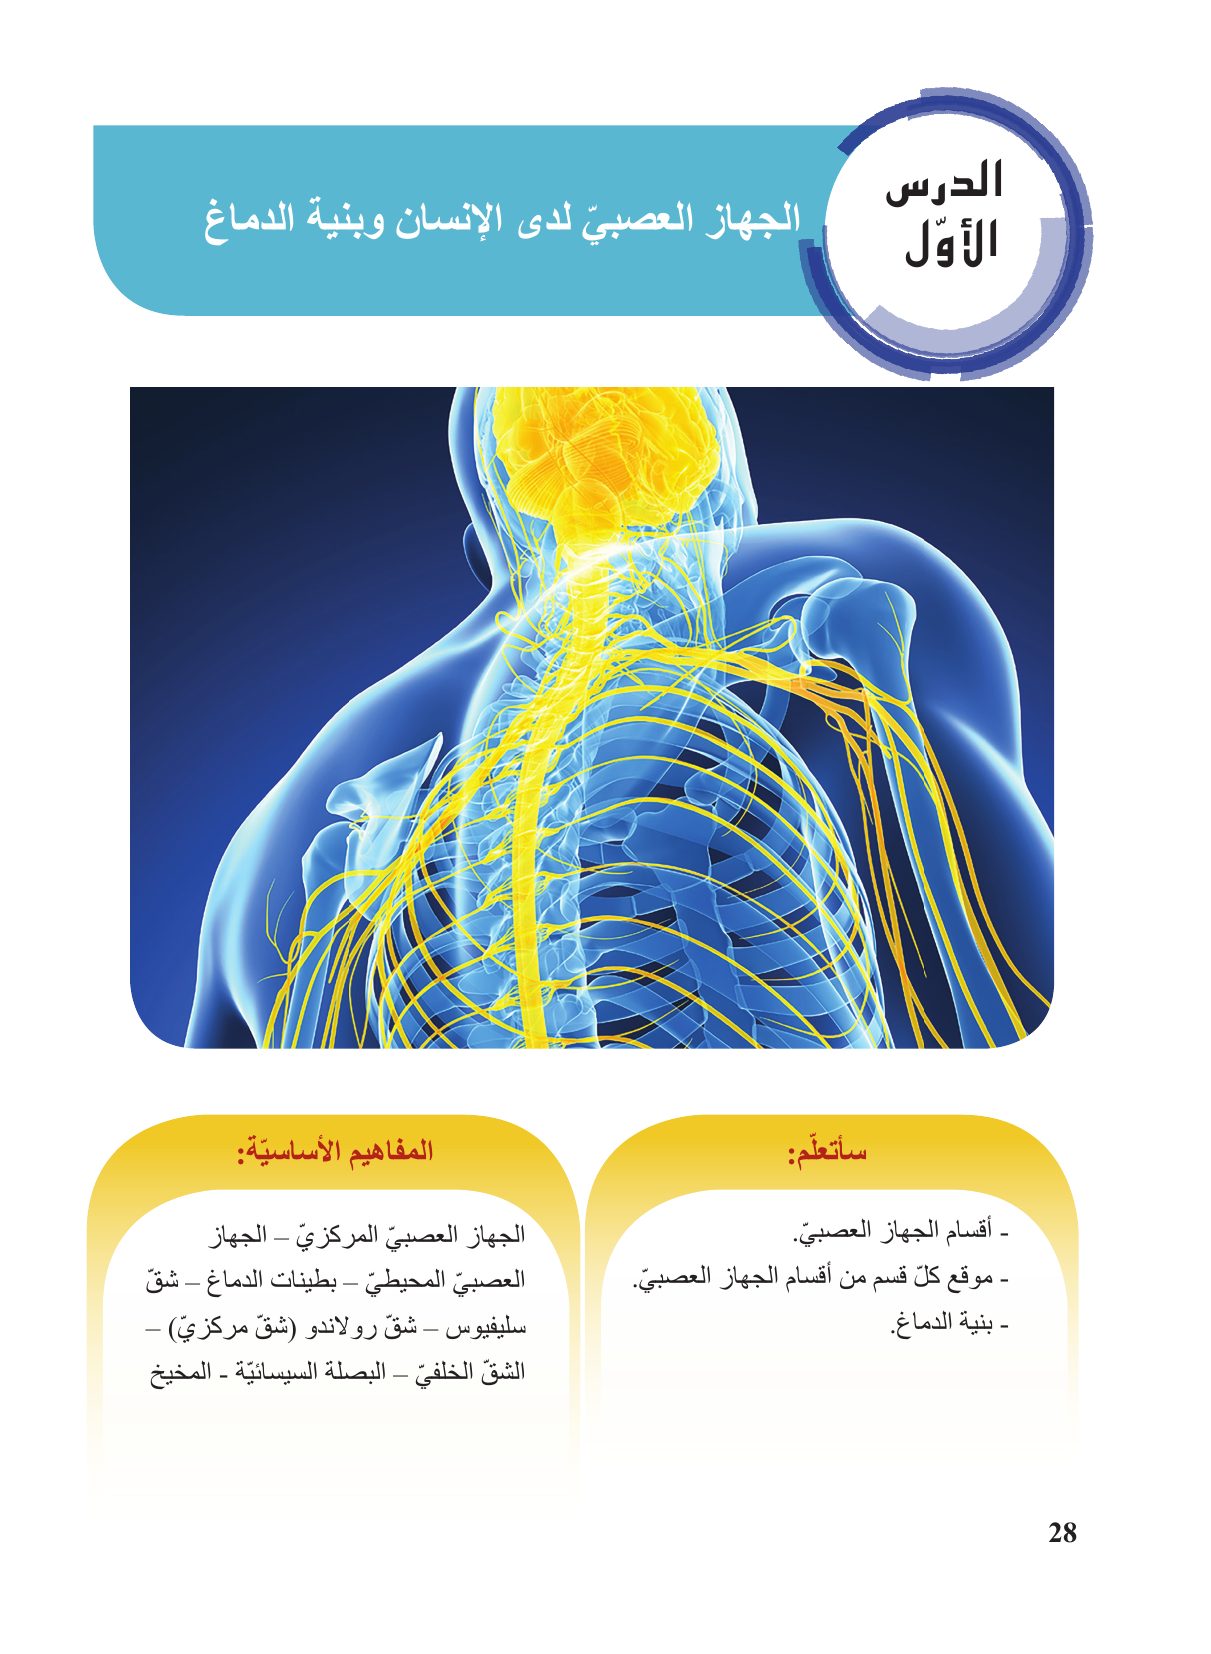 الدرس
الأوّل
الجهاز العصبيّ لدى الإنسان وبنية الدماغ
سأتعلّم:
- أقسام الجهاز العصبيّ.
- موقع كلّ قسم من أقسام الجهاز العصبيّ.
- بنية الدماغ.
المفاهيم الأساسيّة:
الجهاز العصبيّ المركزيّ – الجهاز
العصبيّ المحيطيّ – بطينات الدماغ – شقّ
سليفيوس – شقّ رولاندو (شقّ مركزيّ) –
الشقّ الخلفيّ – البصلة السيسائيّة - المخيخ
28